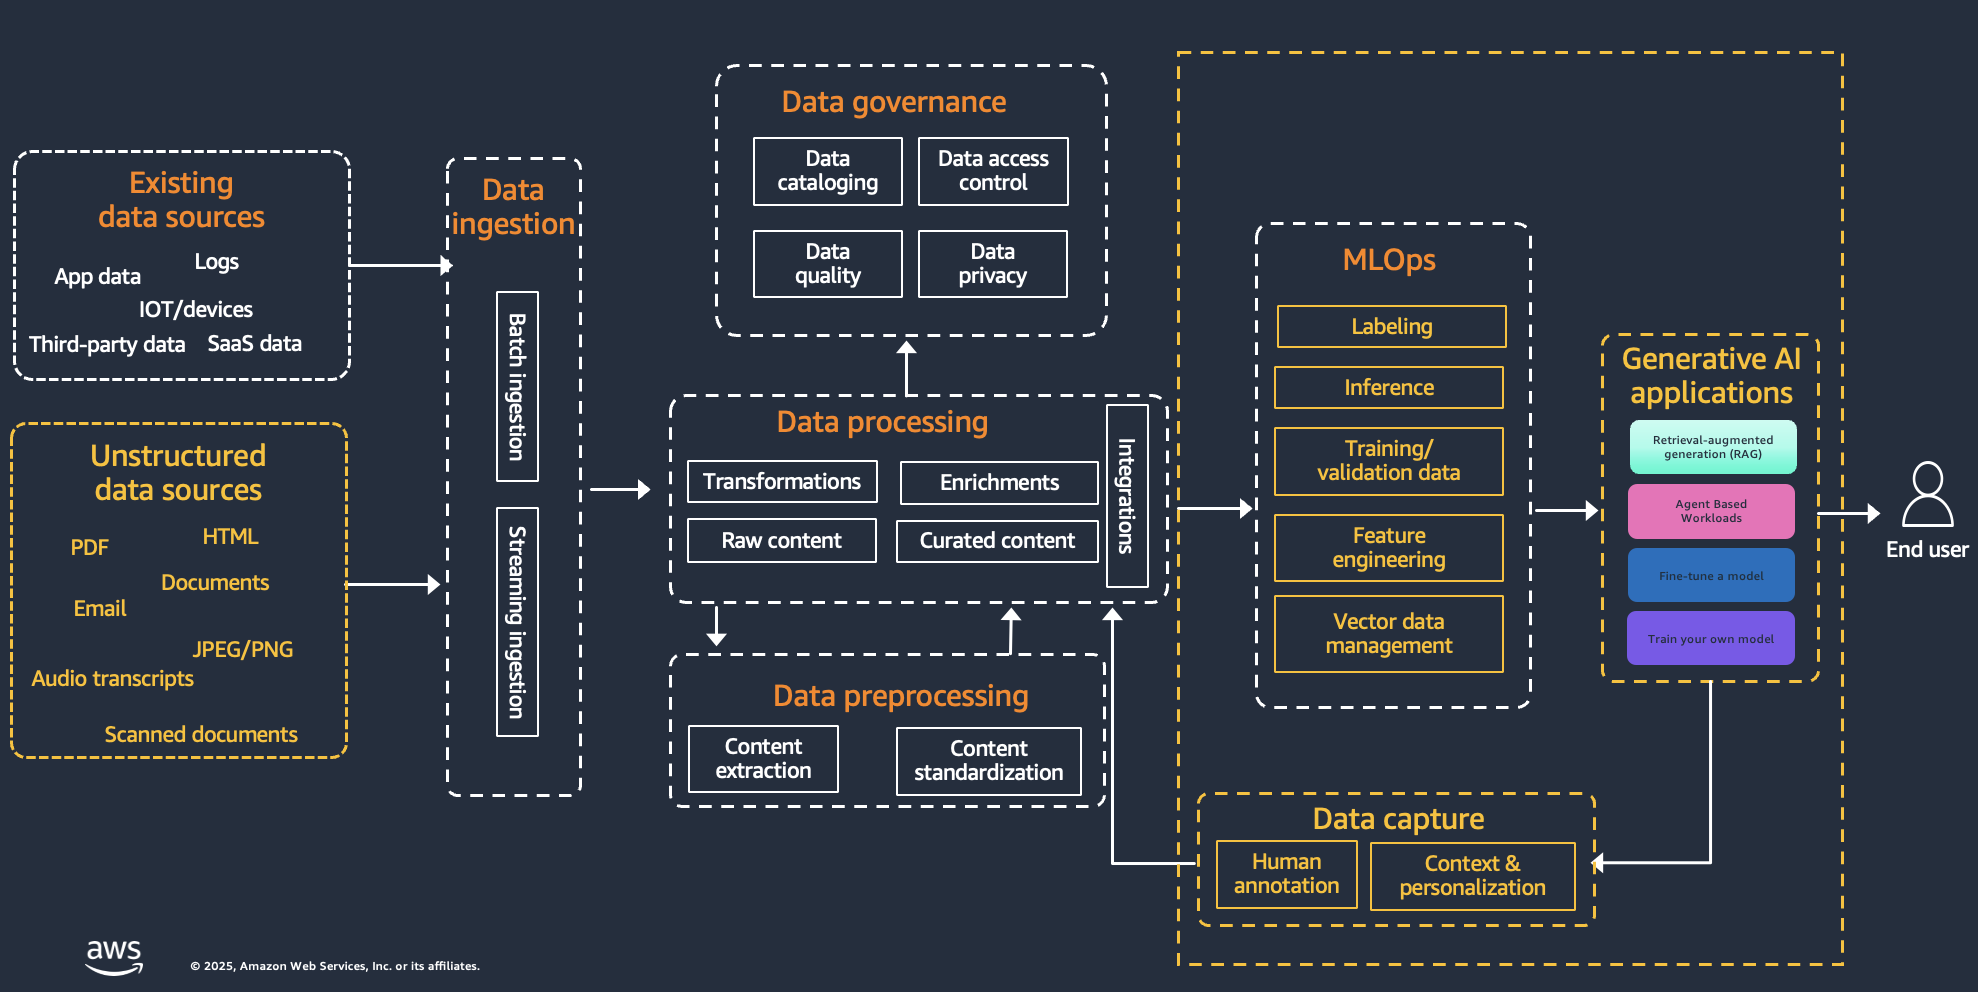 Existing
data sources
Logs
App data
IOT/devices
Third-party data
SaaS data
Unstructured
data sources
HTML
PDF
Documents
Email
JPEG/PNG
Audio transcripts
Scanned documents
Data
ingestion
Batch ingestion
Streaming ingestion
Data governance
Data
cataloging
Data access
control
Data
quality
Data
privacy
Data processing
Transformations
Enrichments
Raw content
Curated content
Integrations
Data preprocessing
Content
extraction
Content
standardization
MLOps
Labeling
Inference
Training/
validation data
Feature
engineering
Vector data
management
Generative AI
applications
Retrieval-augmented
generation (RAG)
Agent Based
Workloads
Fine-tune a model
Train your own model
End user
Data capture
Human
annotation
Context &
personalization
aws
© 2025, Amazon Web Services, Inc. or its affiliates.